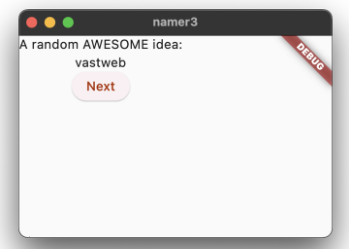 namer3
A random AWESOME idea:
DEBUG
vastweb
Next